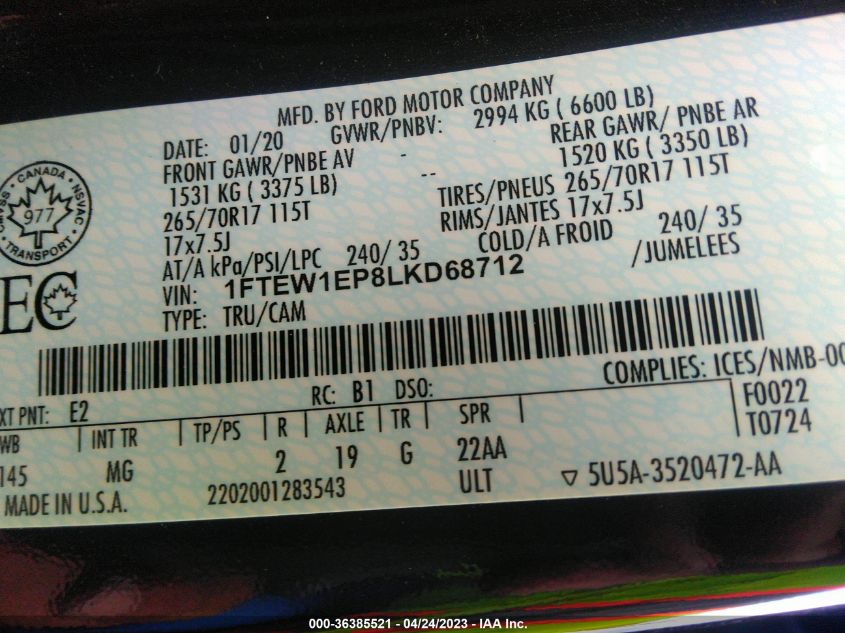 MFD. BY FORD MOTOR COMPANY
DATE: 01/20 GVWR/PNBV: 2994 KG ( 6600 LB)
FRONT GAWR/PNBE AV - REAR GAWR/ PNBE AR
1531 KG ( 3375 LB) -- 1520 KG ( 3350 LB)
265/70R17 115T TIRES/PNEUS 265/70R17 115T
17x7.5J RIMS/JANTES 17x7.5J
AT/A kPa/PSI/LPC 240/ 35 COLD/A FROID 240/ 35
VIN: 1FTEW1EP8LKD68712 /JUMELEES
TYPE: TRU/CAM
CANADA
NSVAC
TRANSPORT
977
EC
COMPLIES: ICES/NMB-00
XT PNT: E2 RC: B1 DSO: F0022
WB INT TR TP/PS R AXLE TR SPR T0724
145 MG 2 19 G 22AA
ULT
MADE IN U.S.A. 2202001283543 5U5A-3520472-AA
000-36385521 - 04/24/2023 - IAA Inc.